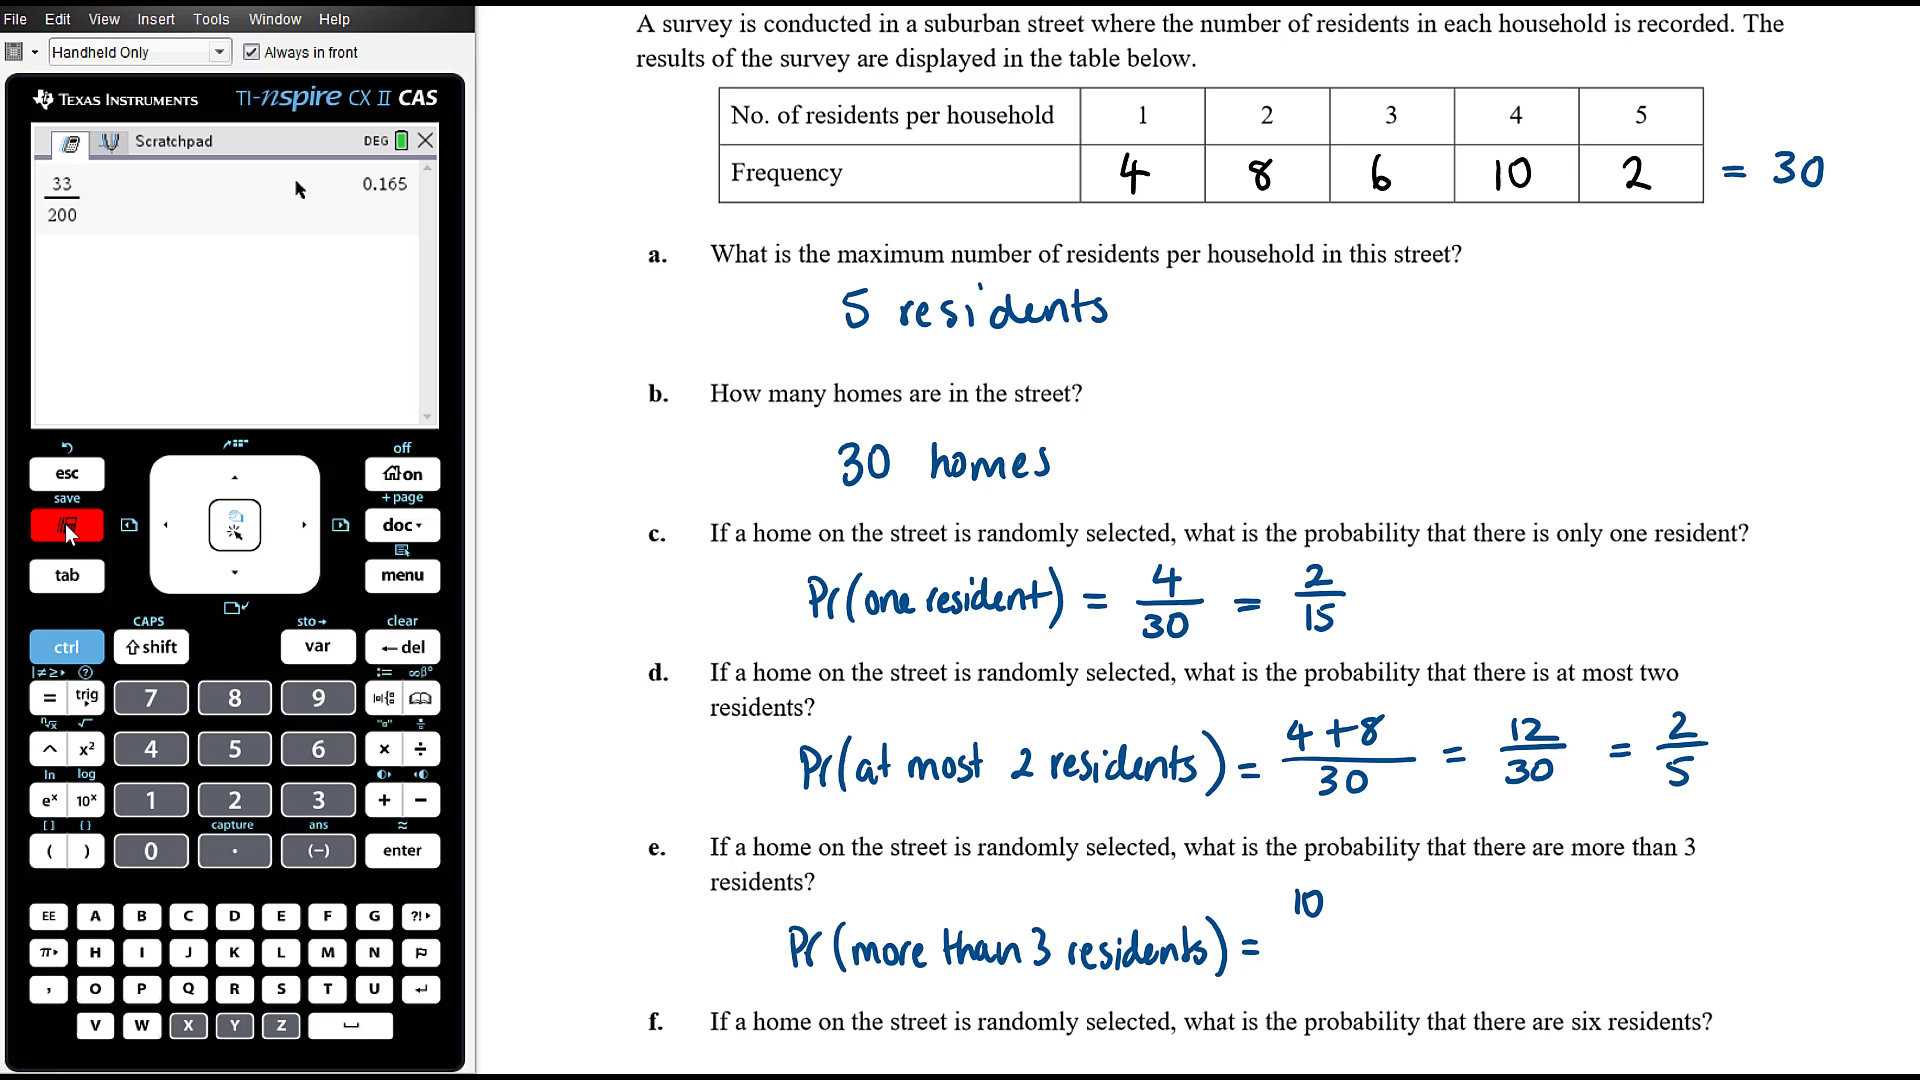 File Edit View Insert Tools Window Help
Handheld Only Always in front
TEXAS INSTRUMENTS TI-nspire CX II CAS
Scratchpad DEG
33
200
0.165
off
esc on
save + page
doc
tab menu
CAPS sto→ clear
ctrl shift var ←del
= trig 7 8 9
^ x² 4 5 6 × ÷
ln log
eˣ 10ˣ 1 2 3 + −
[ ] { } capture ans ≈
( ) 0 . (−) enter
EE A B C D E F G ?!▸
π▸ H I J K L M N
, O P Q R S T U ↵
V W X Y Z
A survey is conducted in a suburban street where the number of residents in each household is recorded. The
results of the survey are displayed in the table below.
No. of residents per household 1 2 3 4 5
Frequency 4 8 6 10 2 = 30
a. What is the maximum number of residents per household in this street?
5 residents
b. How many homes are in the street?
30 homes
c. If a home on the street is randomly selected, what is the probability that there is only one resident?
Pr(one resident) = 4/30 = 2/15
d. If a home on the street is randomly selected, what is the probability that there is at most two
residents?
Pr(at most 2 residents) = 4+8/30 = 12/30 = 2/5
e. If a home on the street is randomly selected, what is the probability that there are more than 3
residents?
10
Pr(more than 3 residents) =
f. If a home on the street is randomly selected, what is the probability that there are six residents?